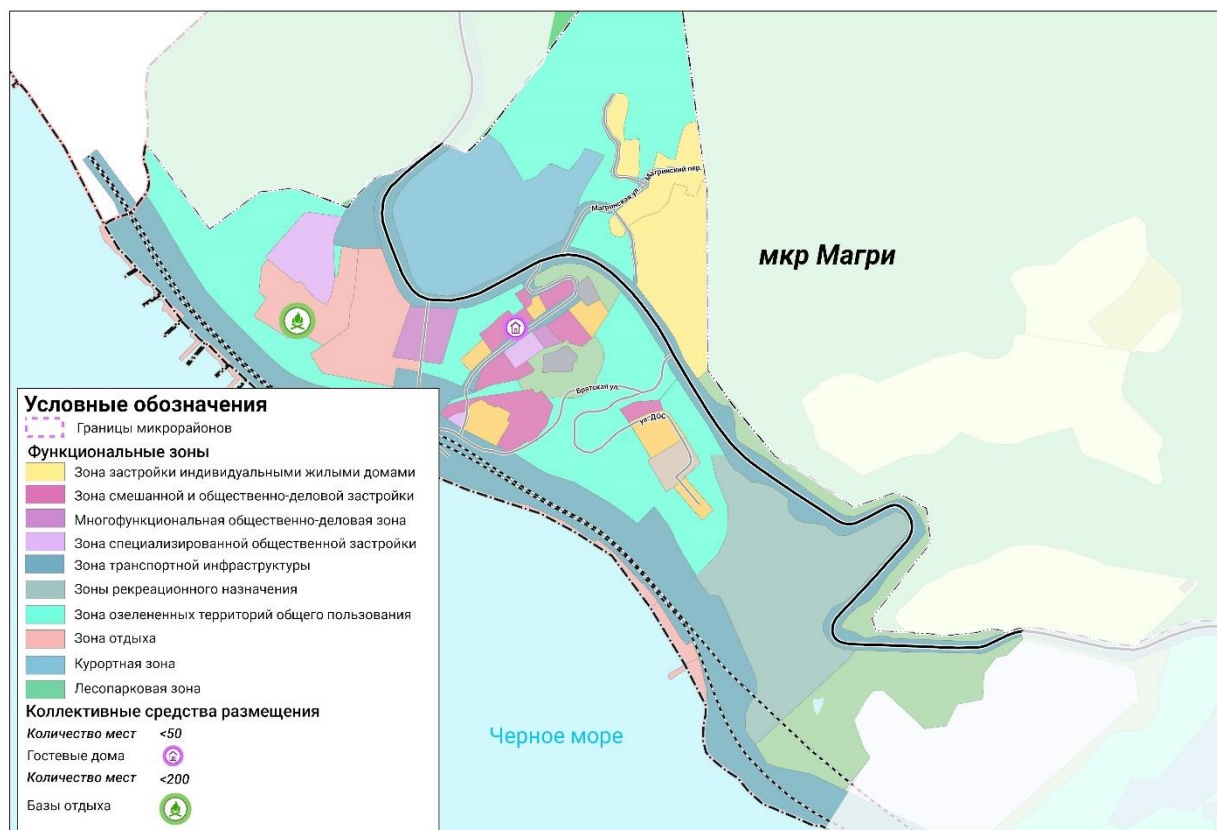 Магринский пер.
Магринская ул.
мкр Магри
Братская ул.
ул. ДОС
Условные обозначения
Границы микрорайонов
Функциональные зоны
Зона застройки индивидуальными жилыми домами
Зона смешанной и общественно-деловой застройки
Многофункциональная общественно-деловая зона
Зона специализированной общественной застройки
Зона транспортной инфраструктуры
Зоны рекреационного назначения
Зона озелененных территорий общего пользования
Зона отдыха
Курортная зона
Лесопарковая зона
Коллективные средства размещения
Количество мест <50
Гостевые дома
Количество мест <200
Базы отдыха
Черное море